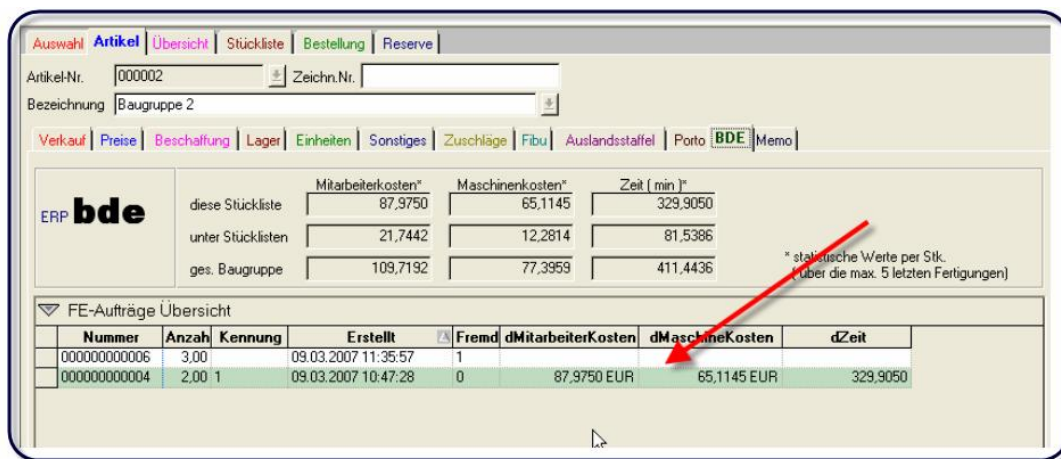 Auswahl Artikel Übersicht Stückliste Bestellung Reserve
Artikel-Nr. 000002 Zeichn.Nr.
Bezeichnung Baugruppe 2
Verkauf Preise Beschaffung Lager Einheiten Sonstiges Zuschläge Fibu Auslandsstaffel Porto BDE Memo
Mitarbeiterkosten* Maschinenkosten* Zeit ( min )*
ERP bde
diese Stückliste 87,9750 65,1145 329,9050
unter Stücklisten 21,7442 12,2814 81,5386
ges. Baugruppe 109,7192 77,3959 411,4436
* statistische Werte per Stk.
( über die max. 5 letzten Fertigungen)
FE-Aufträge Übersicht
Nummer Anzah Kennung Erstellt Fremd dMitarbeiterKosten dMaschineKosten dZeit
000000000006 3,00 09.03.2007 11:35:57 1
000000000004 2,00 1 09.03.2007 10:47:28 0 87,9750 EUR 65,1145 EUR 329,9050